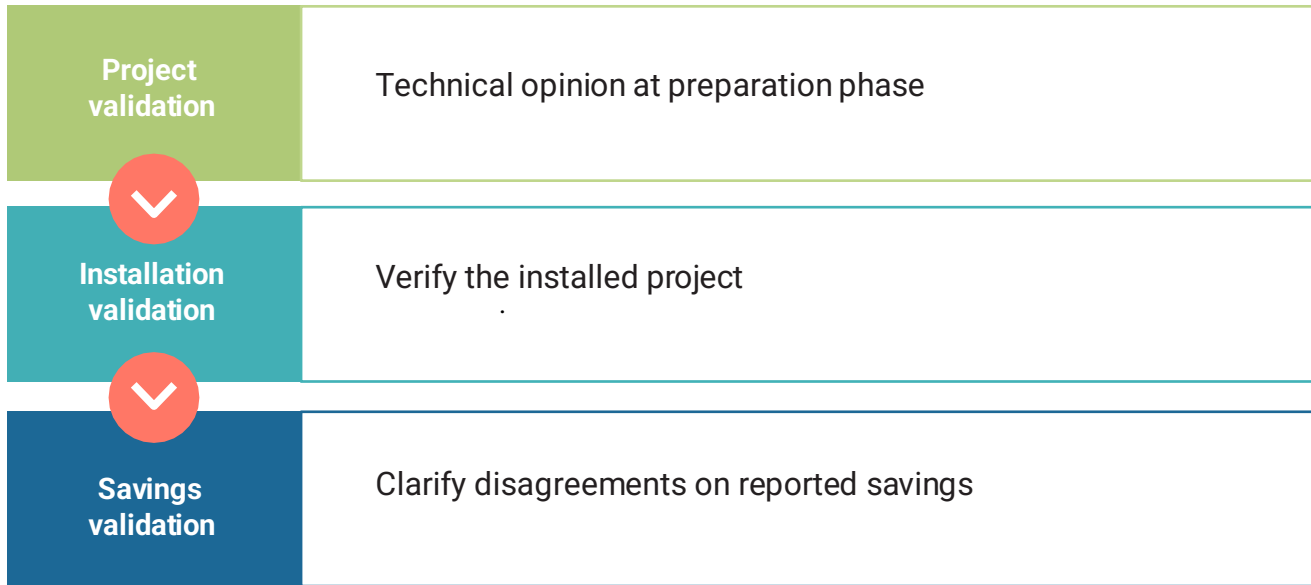 Project
validation
Technical opinion at preparation phase
Installation
validation
Verify the installed project
.
Savings
validation
Clarify disagreements on reported savings